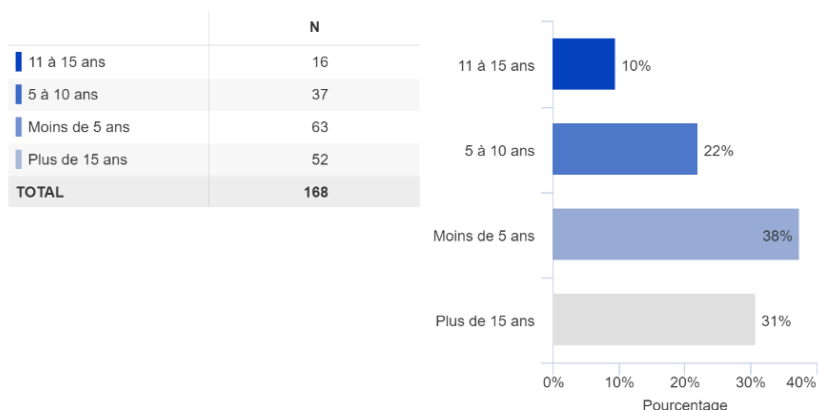 N
11 à 15 ans 16
5 à 10 ans 37
Moins de 5 ans 63
Plus de 15 ans 52
TOTAL 168
11 à 15 ans 10%
5 à 10 ans 22%
Moins de 5 ans 38%
Plus de 15 ans 31%
0% 10% 20% 30% 40%
Pourcentage